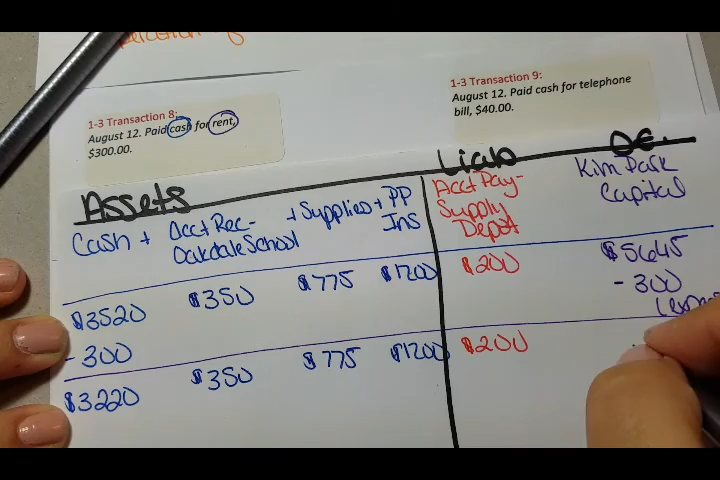 1-3 Transaction 8:
August 12. Paid cash for rent,
$300.00.
1-3 Transaction 9:
August 12. Paid cash for telephone
bill, $40.00.
Assets
Liab
OE.
Cash + Acct Rec- Oakdale School + Supplies + PP Ins
Acct Pay-
Supply
Depot
Kim Park
Capital
$3520 $350 $775 $1200 $200 $5645
- 300 - 300
$3220 $350 $775 $1200 $200